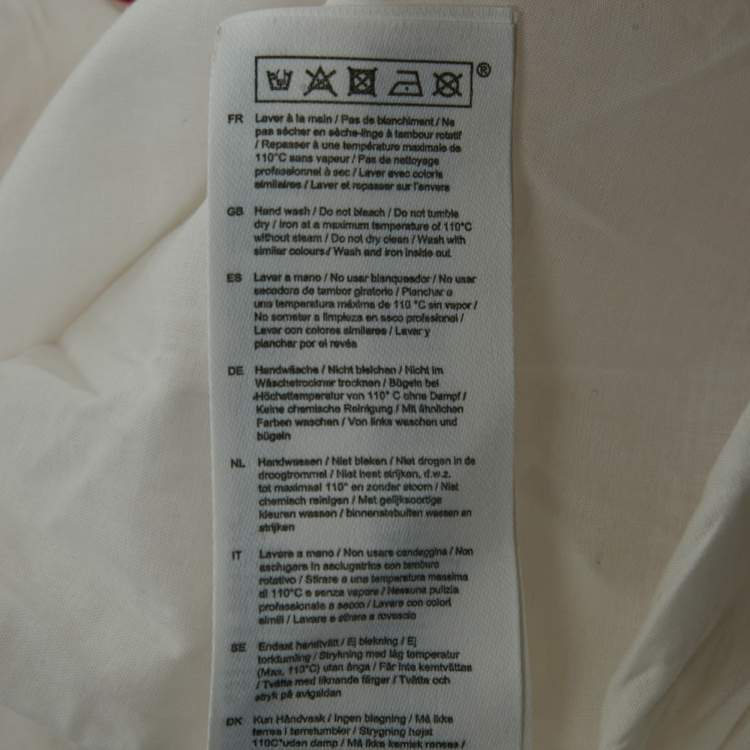 ®
FR Laver à la main / Pas de blanchiment / Ne
pas sécher en sèche-linge à tambour rotatif
/ Repasser à une température maximale de
110°C sans vapeur / Pas de nettoyage
professionnel à sec / Laver avec coloris
similaires / Laver et repasser sur l'envers
GB Hand wash / Do not bleach / Do not tumble
dry / Iron at a maximum temperature of 110°C
without steam / Do not dry clean / Wash with
similar colours / Wash and iron inside out
ES Lavar a mano / No usar blanqueador / No usar
secadora de tambor giratorio / Planchar a
una temperatura máxima de 110 °C sin vapor /
No someter a limpieza en seco profesional /
Lavar con colores similares / Lavar y
planchar por el revés
DE Handwäsche / Nicht bleichen / Nicht im
Wäschetrockner trocknen / Bügeln bei
Höchsttemperatur von 110° C ohne Dampf /
Keine chemische Reinigung / Mit ähnlichen
Farben waschen / Von links waschen und
bügeln
NL Handwassen / Niet bleken / Niet drogen in de
droogtrommel / Niet heet strijken, d.w.z.
tot maximaal 110° en zonder stoom / Niet
chemisch reinigen / Met gelijksoortige
kleuren wassen / binnenstebuiten wassen en
strijken
IT Lavare a mano / Non usare candeggina / Non
asciugare in asciugatrice con tamburo
rotativo / Stirare a una temperatura massima
di 110°C e senza vapore / Nessuna pulizia
professionale a secco / Lavare con colori
simili / Lavare e stirare a rovescio
SE Endast handtvätt / Ej blekning / Ej
torktumling / Strykning med låg temperatur
(Max. 110°C) utan ånga / Får inte kemtvättas
/ Tvätta med liknande färger / Tvätta och
stryk på avigsidan
DK Kun Håndvask / Ingen blegning / Må ikke
tørres i tørretumbler / Strygning højst
110C°uden damp / Må ikke kemisk renses /